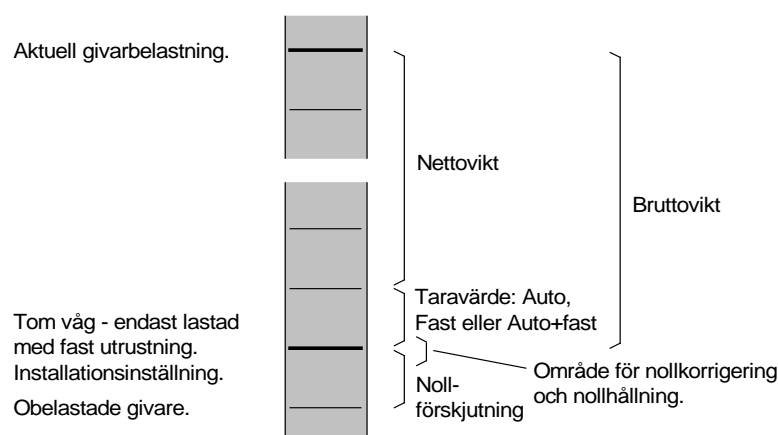 Aktuell givarbelastning.
Nettovikt
Bruttovikt
Taravärde: Auto,
Fast eller Auto+fast
Tom våg - endast lastad
med fast utrustning.
Installationsinställning.
Område för nollkorrigering
och nollhållning.
Noll-
förskjutning
Obelastade givare.